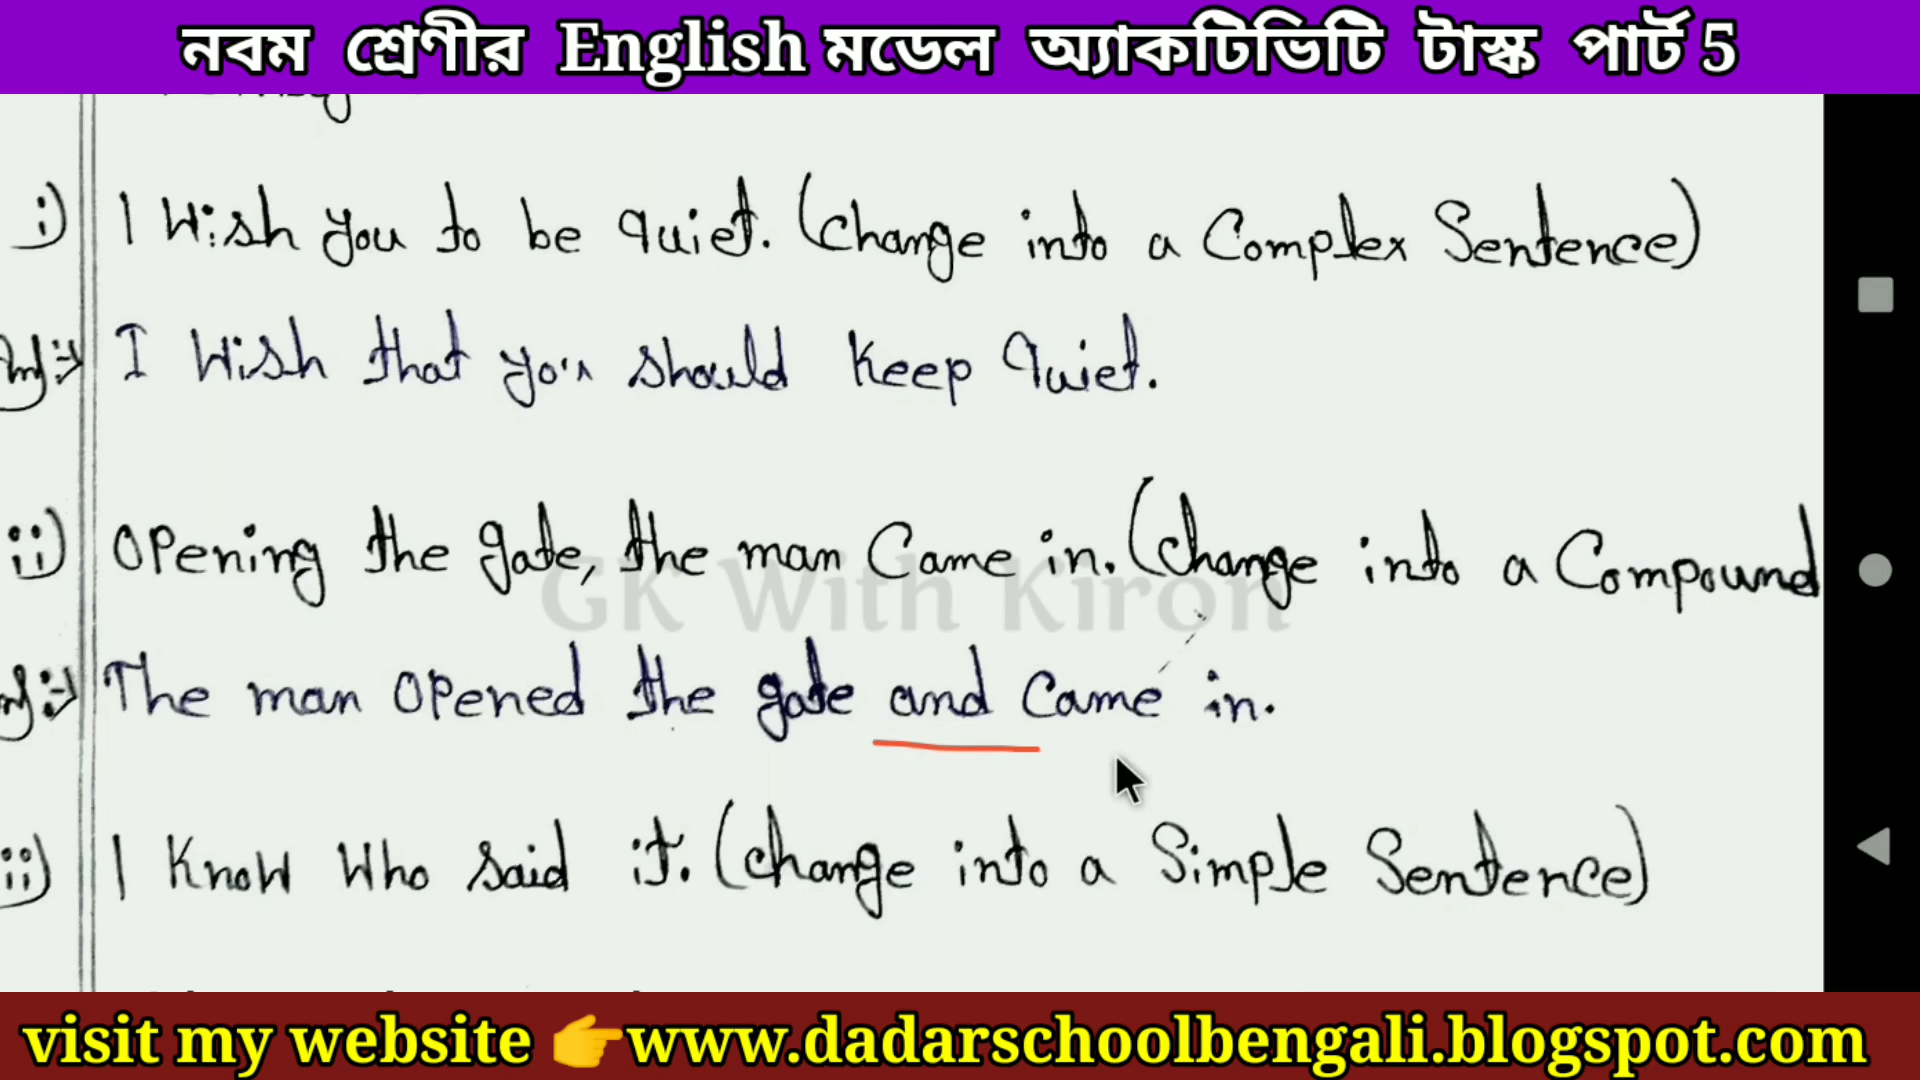 নবম শ্রেণীর English মডেল অ্যাকটিভিটি টাস্ক পার্ট 5
i) I Wish you to be quiet. (Change into a Complex Sentence)
Ans:→ I Wish that you should keep quiet.
ii) Opening the gate, the man Came in. (Change into a Compound
GK With Kiron
Ans:→ The man opened the gate and Came in.
iii) I Know Who said it. (Change into a Simple Sentence)
visit my website 👉www.dadarschoolbengali.blogspot.com